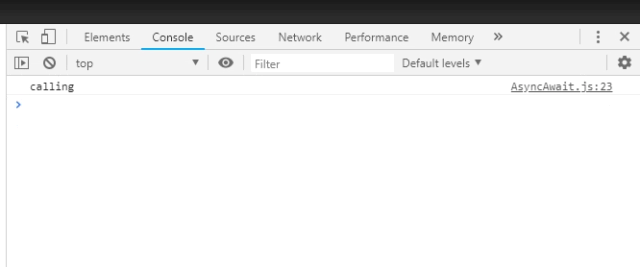 Elements Console Sources Network Performance Memory »
top Filter Default levels
calling AsyncAwait.js:23
>